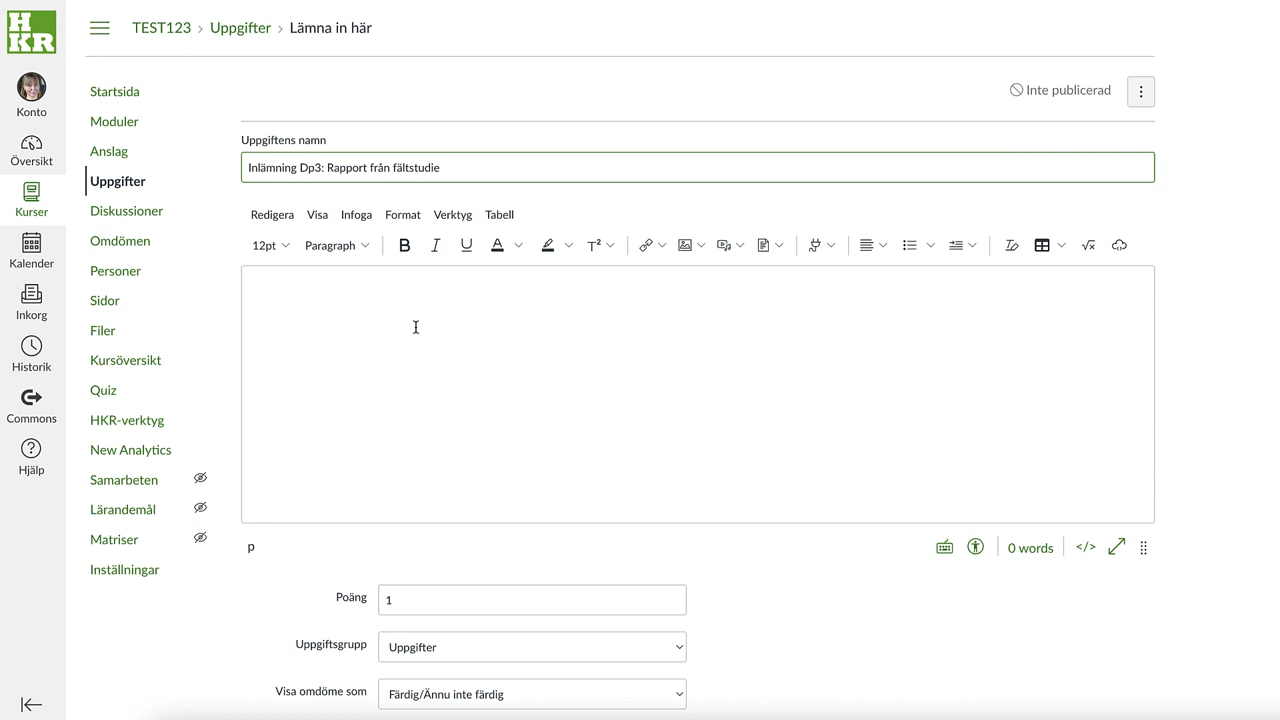 HKR
TEST123 › Uppgifter › Lämna in här
Konto
Översikt
Kurser
Kalender
Inkorg
Historik
Commons
Hjälp
Startsida
Moduler
Anslag
Uppgifter
Diskussioner
Omdömen
Personer
Sidor
Filer
Kursöversikt
Quiz
HKR-verktyg
New Analytics
Samarbeten
Lärandemål
Matriser
Inställningar
Inte publicerad
Uppgiftens namn
Inlämning Dp3: Rapport från fältstudie
Redigera Visa Infoga Format Verktyg Tabell
12pt Paragraph B I U A T² √x
p 0 words </>
Poäng 1
Uppgiftsgrupp Uppgifter
Visa omdöme som Färdig/Ännu inte färdig